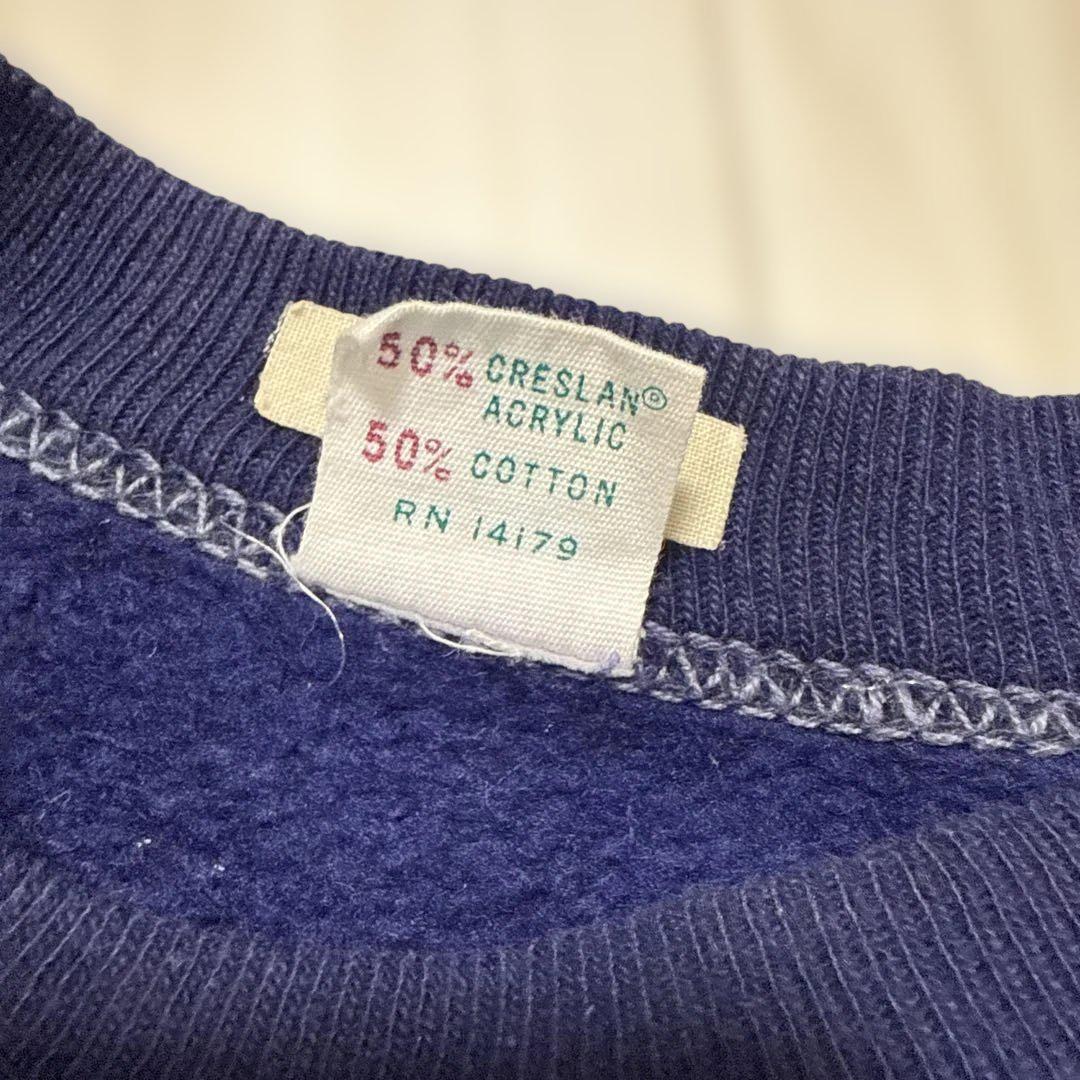 50% CRESLAN®
ACRYLIC
50% COTTON
RN 14179